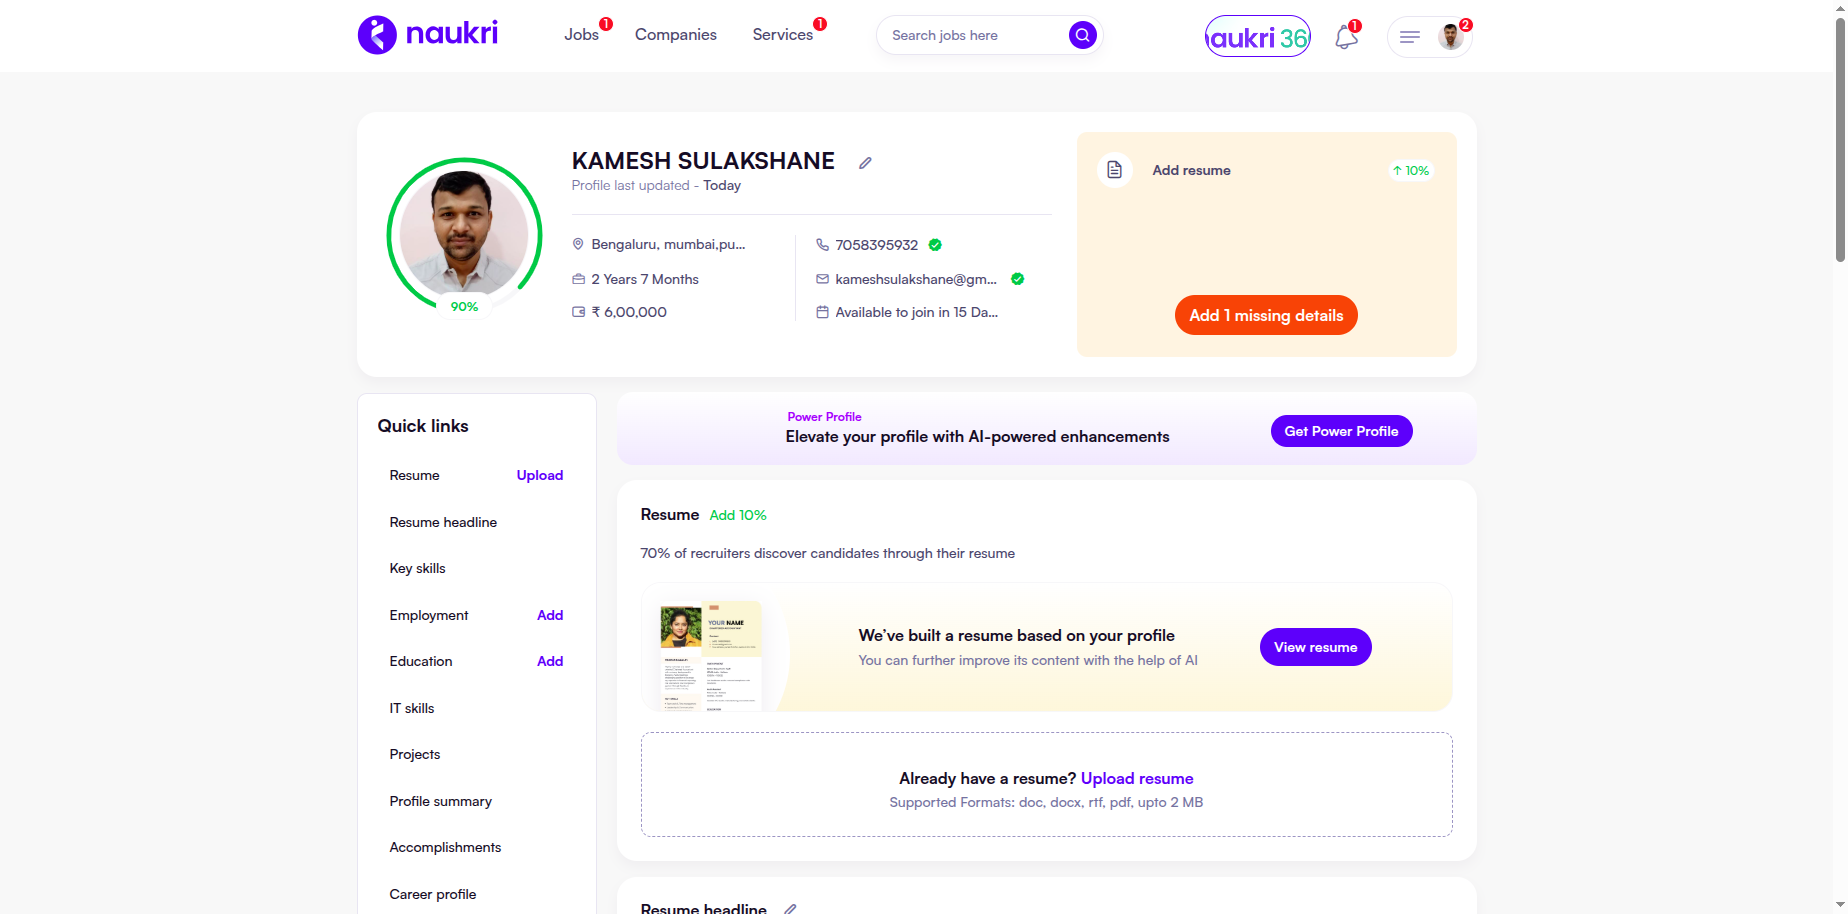 naukri
Jobs 1
Companies
Services 1
Search jobs here
aukri 36
1
2
KAMESH SULAKSHANE
Profile last updated - Today
Bengaluru, mumbai,pu...
2 Years 7 Months
₹ 6,00,000
7058395932
kameshsulakshane@gm...
Available to join in 15 Da...
90%
Add resume
↑ 10%
Add 1 missing details
Quick links
Resume Upload
Resume headline
Key skills
Employment Add
Education Add
IT skills
Projects
Profile summary
Accomplishments
Career profile
Power Profile
Elevate your profile with AI-powered enhancements
Get Power Profile
Resume Add 10%
70% of recruiters discover candidates through their resume
YOUR NAME
We've built a resume based on your profile
You can further improve its content with the help of AI
View resume
Already have a resume? Upload resume
Supported Formats: doc, docx, rtf, pdf, upto 2 MB
Resume headline